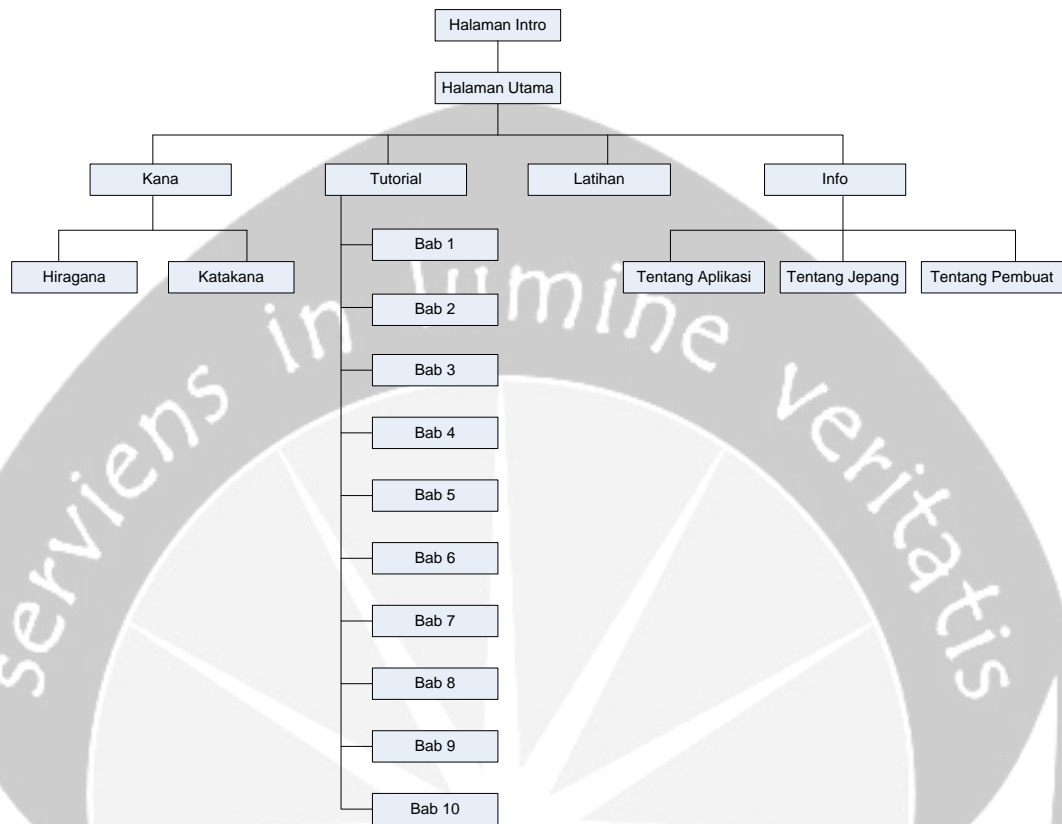 Halaman Intro
Halaman Utama
Kana
Tutorial
Latihan
Info
Hiragana
Katakana
Bab 1
Bab 2
Bab 3
Bab 4
Bab 5
Bab 6
Bab 7
Bab 8
Bab 9
Bab 10
Tentang Aplikasi
Tentang Jepang
Tentang Pembuat
serviens in lumine veritatis